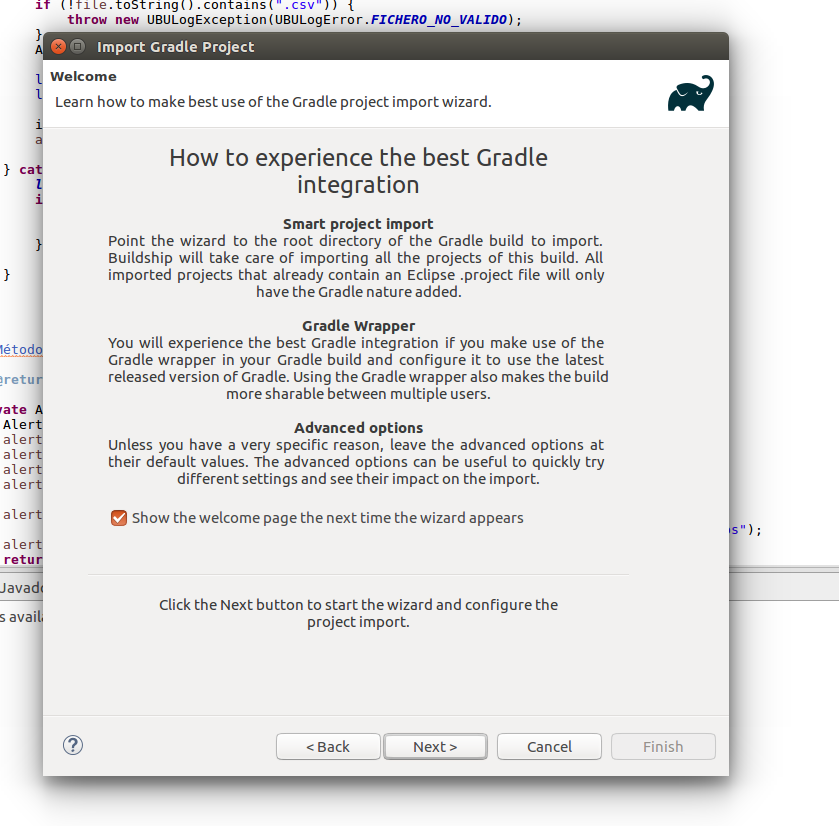 if (!file.toString().contains(".csv")) {
throw new UBULogException(UBULogError.FICHERO_NO_VALIDO);
}
Import Gradle Project
Welcome
Learn how to make best use of the Gradle project import wizard.
} cat
How to experience the best Gradle
integration
Smart project import
Point the wizard to the root directory of the Gradle build to import.
Buildship will take care of importing all the projects of this build. All
imported projects that already contain an Eclipse .project file will only
have the Gradle nature added.
}
}
Gradle Wrapper
You will experience the best Gradle integration if you make use of the
Gradle wrapper in your Gradle build and configure it to use the latest
released version of Gradle. Using the Gradle wrapper also makes the build
more sharable between multiple users.
Método
@retur
vate A
Advanced options
Unless you have a very specific reason, leave the advanced options at
their default values. The advanced options can be useful to quickly try
different settings and see their impact on the import.
Alert
alert
alert
alert
alert
alert
Show the welcome page the next time the wizard appears
s");
alert
retur
Javado
s availa
Click the Next button to start the wizard and configure the
project import.
?
< Back
Next >
Cancel
Finish